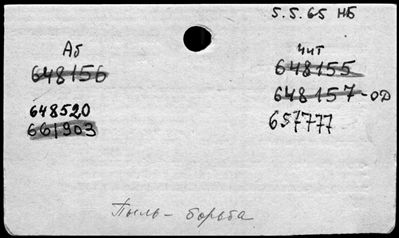 5.5.65 НБ
Аб
648156
648520
661903
чит
648155
648157-ОД
657777
Пыль - борьба